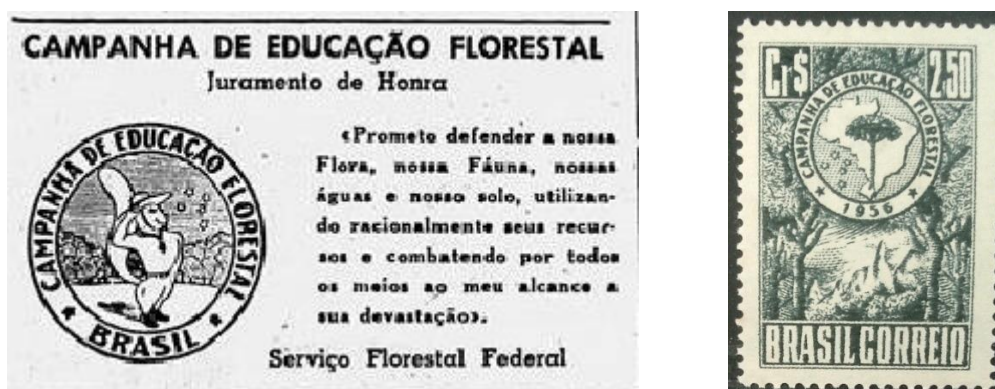 CAMPANHA DE EDUCAÇÃO FLORESTAL
Juramento de Honra
CAMPANHA DE EDUCAÇÃO FLORESTAL
BRASIL
«Prometo defender a nossa
Flora, nossa Fáuna, nossas
águas e nosso solo, utilizan-
do racionalmente seus recur-
sos e combatendo por todos
os meios ao meu alcance a
sua devastação».
Serviço Florestal Federal
Cr$ 2,50
CAMPANHA DE EDUCAÇÃO FLORESTAL
1956
BRASIL CORREIO